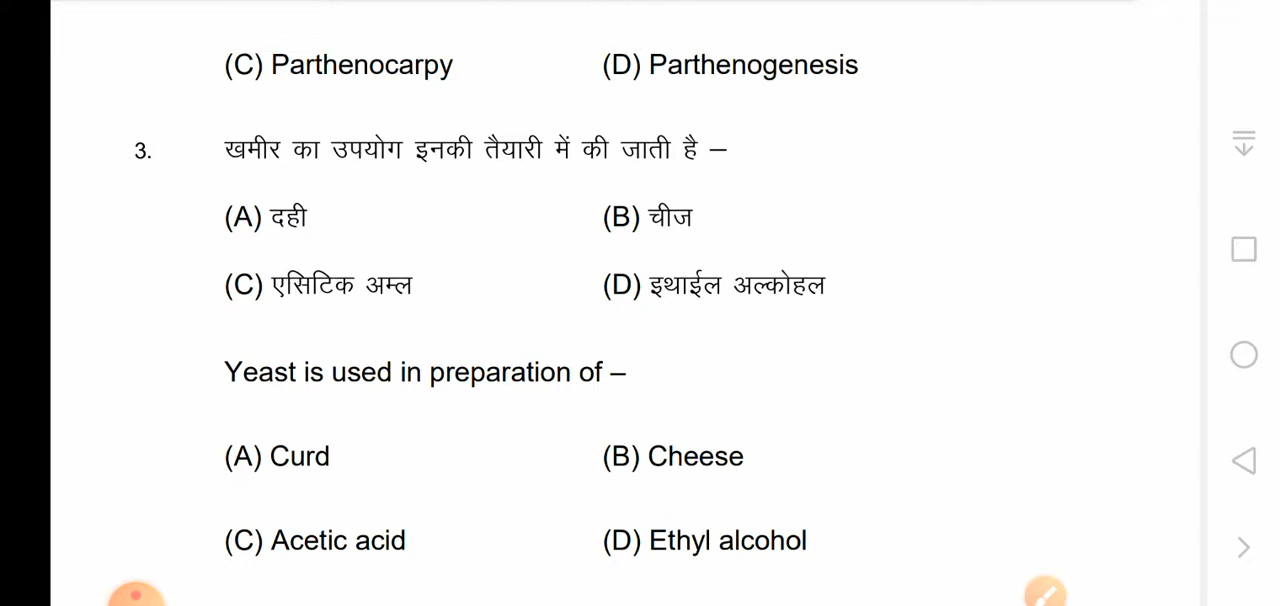 (C) Parthenocarpy (D) Parthenogenesis
3. खमीर का उपयोग इनकी तैयारी में की जाती है –
(A) दही (B) चीज
(C) एसिटिक अम्ल (D) इथाईल अल्कोहल
Yeast is used in preparation of –
(A) Curd (B) Cheese
(C) Acetic acid (D) Ethyl alcohol